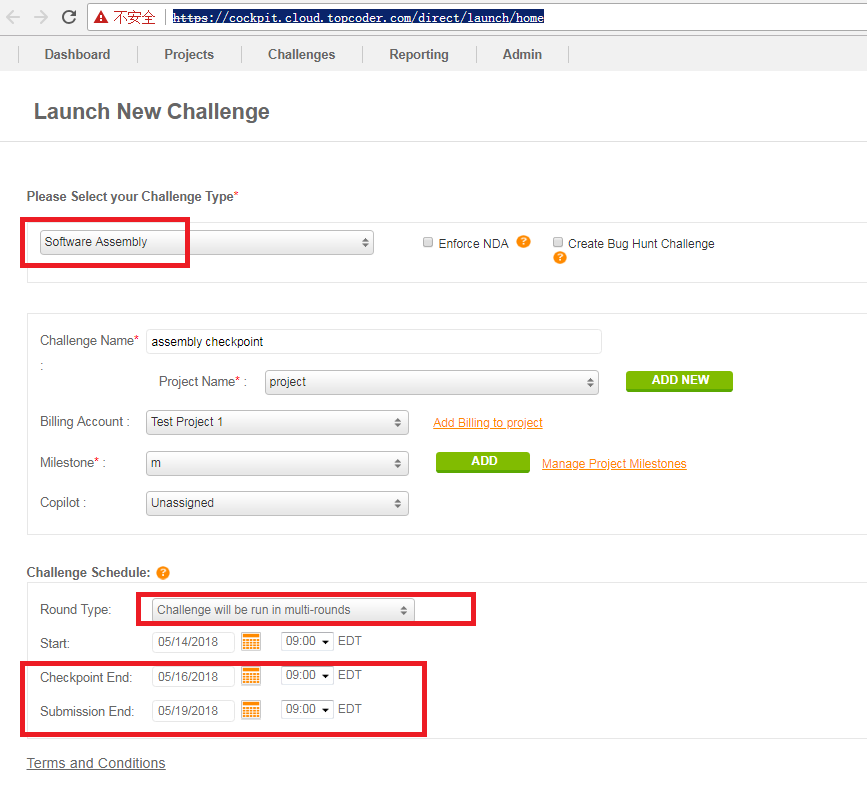 不安全 https://cockpit.cloud.topcoder.com/direct/launch/home
Dashboard Projects Challenges Reporting Admin
Launch New Challenge
Please Select your Challenge Type*
Software Assembly Enforce NDA ? Create Bug Hunt Challenge
?
Challenge Name* assembly checkpoint
:
Project Name* : project ADD NEW
Billing Account : Test Project 1 Add Billing to project
Milestone* : m ADD Manage Project Milestones
Copilot : Unassigned
Challenge Schedule: ?
Round Type: Challenge will be run in multi-rounds
Start: 05/14/2018 09:00 EDT
Checkpoint End: 05/16/2018 09:00 EDT
Submission End: 05/19/2018 09:00 EDT
Terms and Conditions